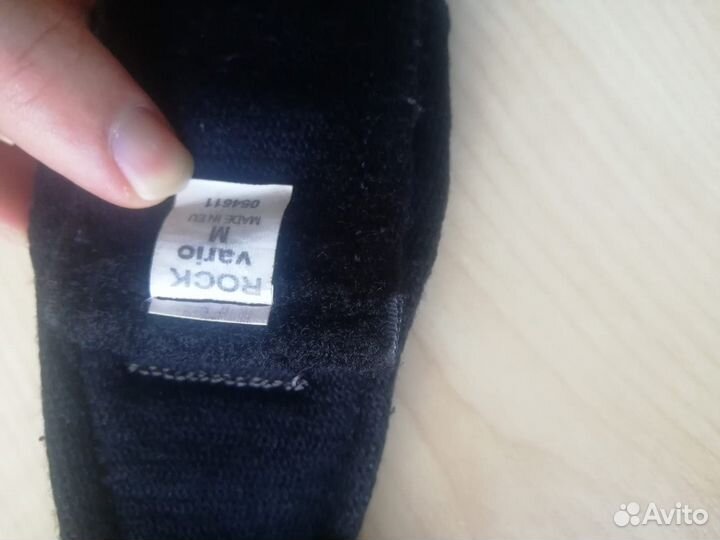 ROCK
vario
M
MADE IN EU
054611
Avito